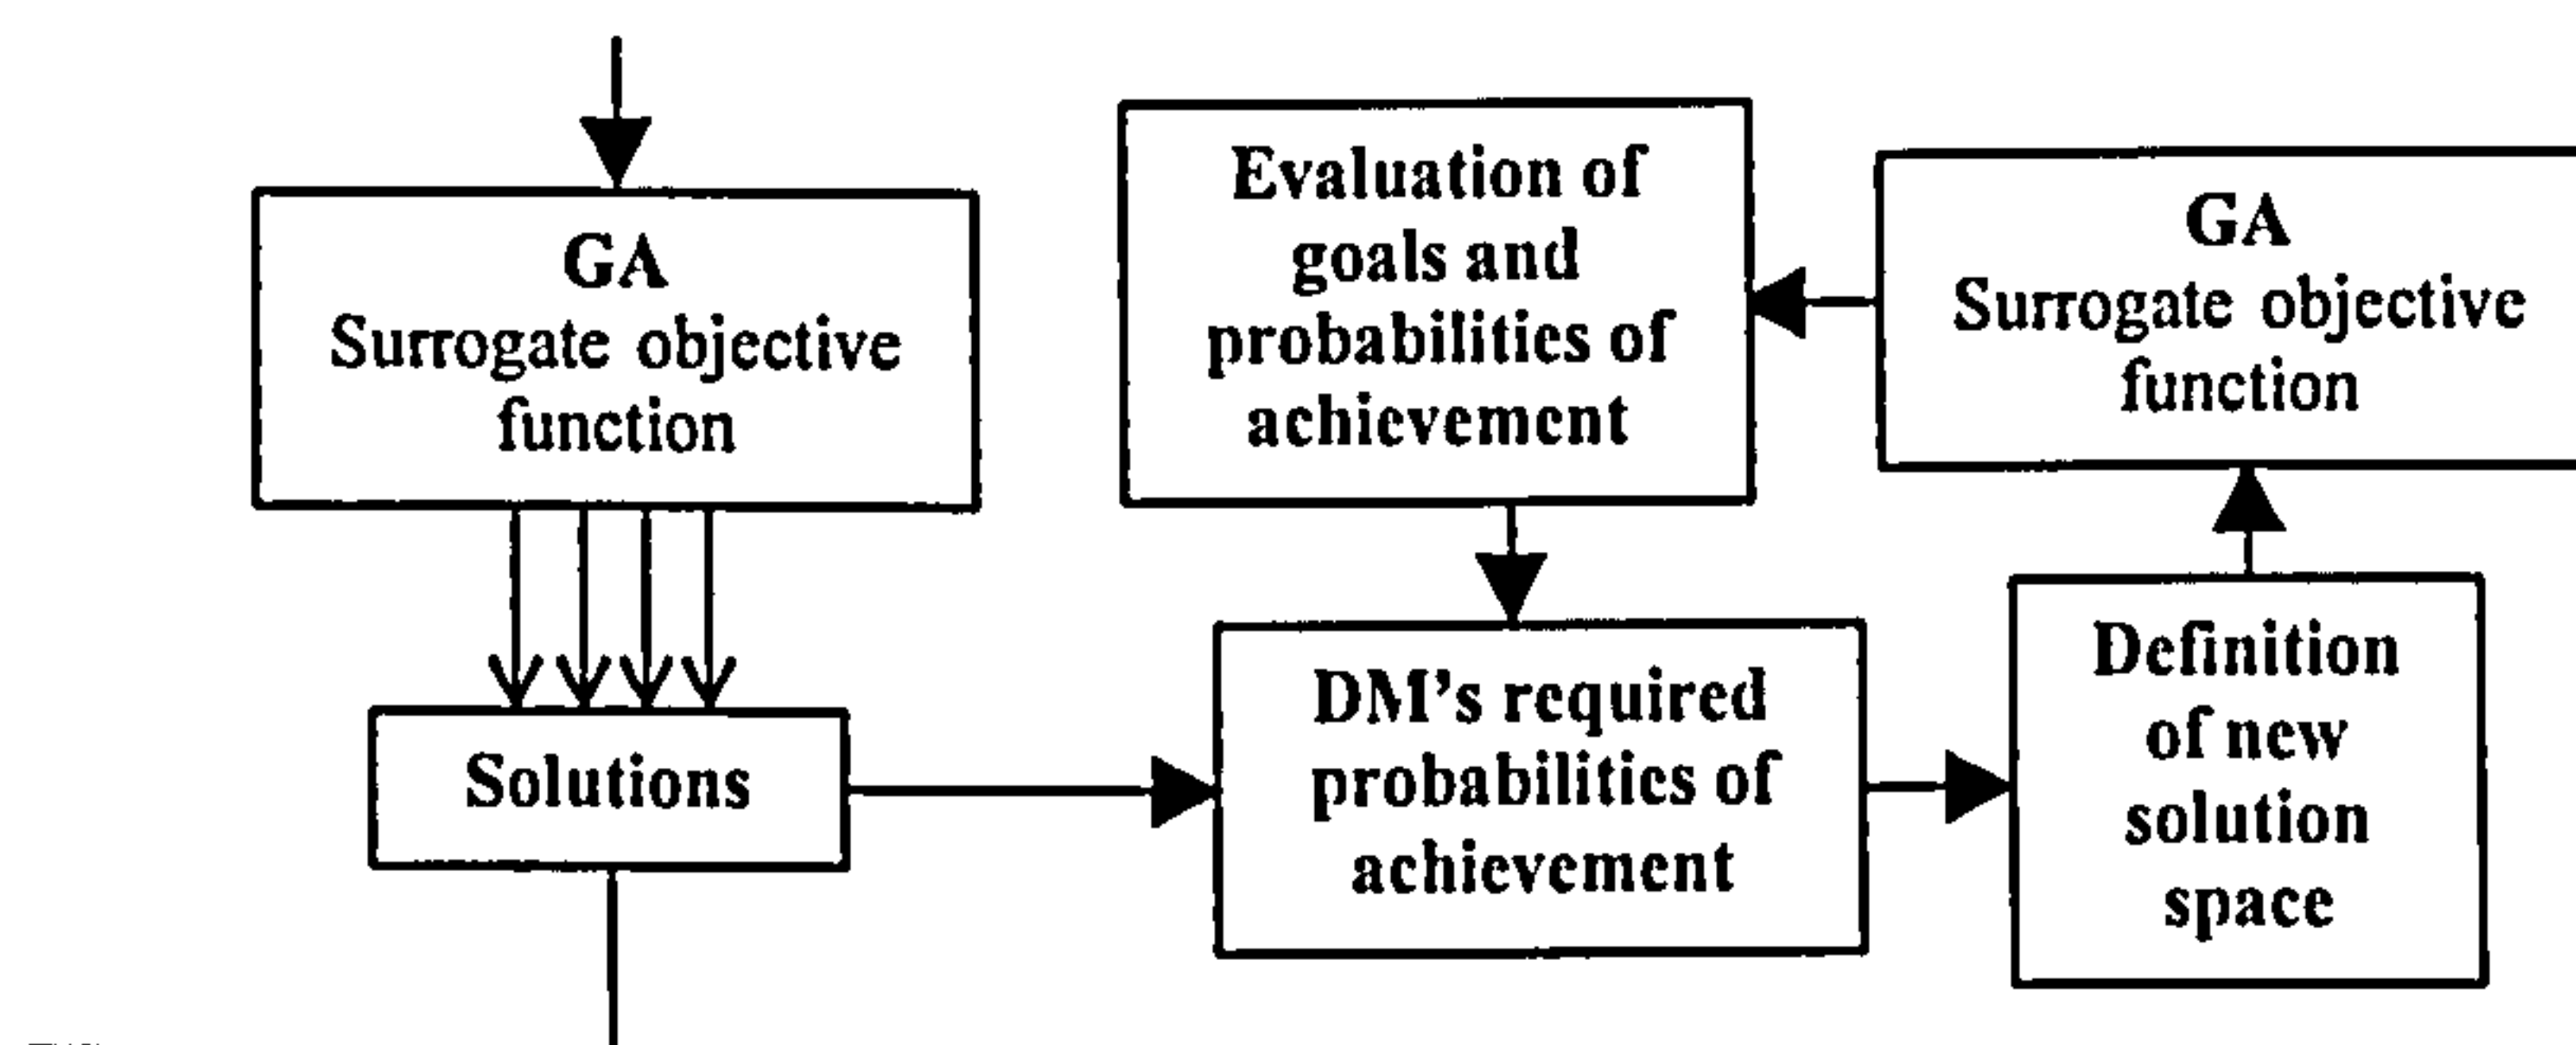 GA
Surrogate objective
function
Solutions
Evaluation of
goals and
probabilities of
achievement
DM's required
probabilities of
achievement
GA
Surrogate objective
function
Definition
of new
solution
space